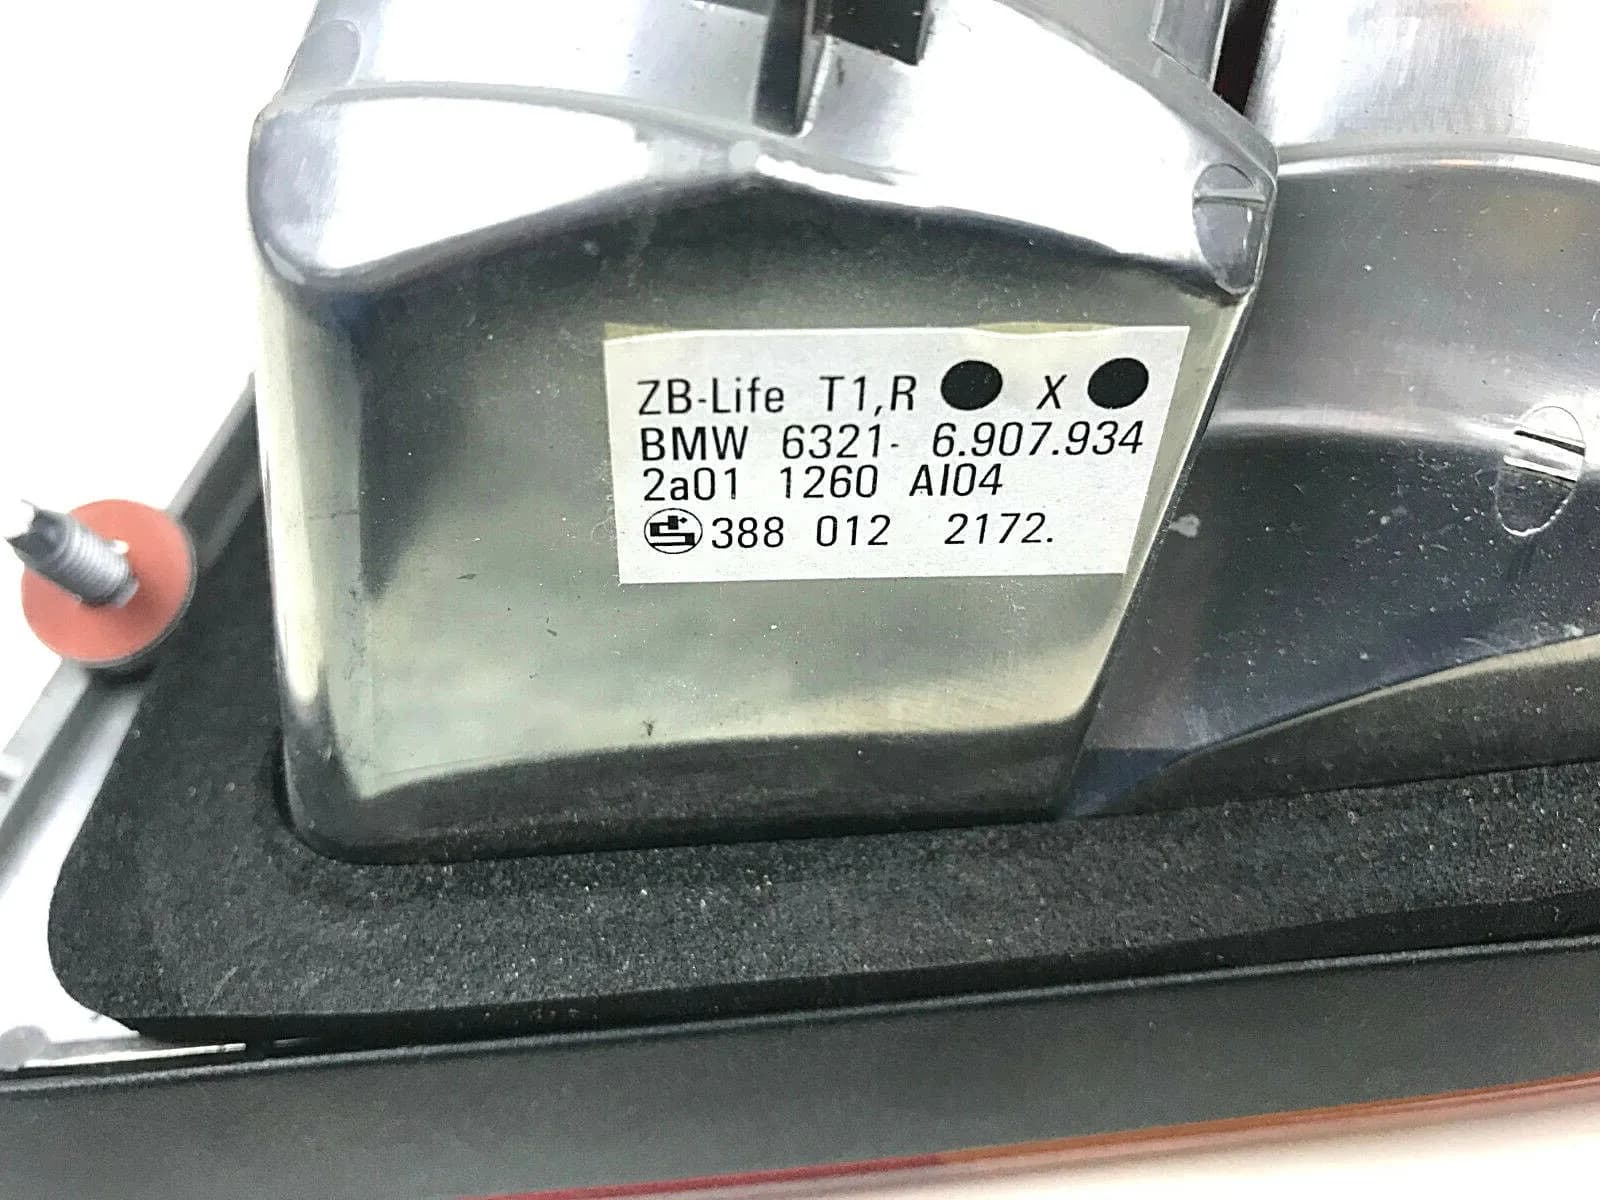 ZB-Life T1,R ● X ●
BMW 6321- 6.907.934
2a01 1260 AI04
388 012 2172.